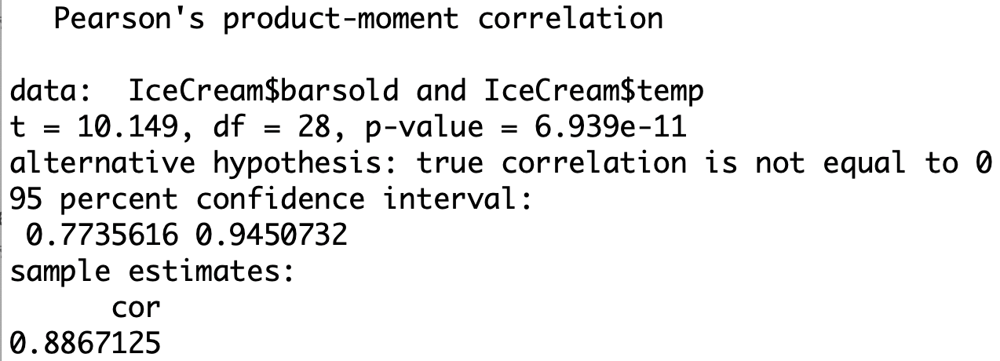 Pearson's product-moment correlation
data:  IceCream$barsold and IceCream$temp
t = 10.149, df = 28, p-value = 6.939e-11
alternative hypothesis: true correlation is not equal to 0
95 percent confidence interval:
 0.7735616 0.9450732
sample estimates:
      cor
0.8867125